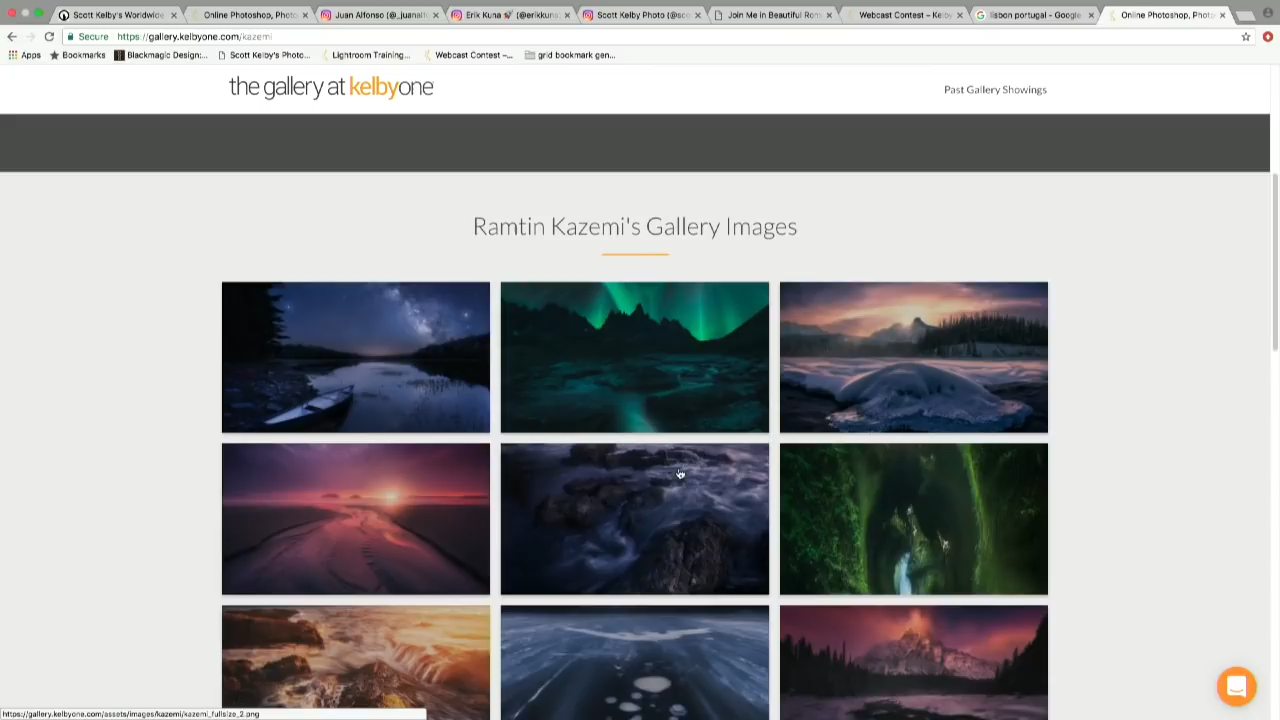 Scott Kelby's Worldwide
Online Photoshop, Photo
Juan Alfonso (@_juanalf
Erik Kuna 🚀 (@erikkuna
Scott Kelby Photo (@sco
Join Me in Beautiful Rom
Webcast Contest – Kelby
lisbon portugal - Google
Online Photoshop, Photo
Secure https://gallery.kelbyone.com/kazemi
Apps
Bookmarks
Blackmagic Design:...
Scott Kelby's Photo...
Lightroom Training...
Webcast Contest –...
grid bookmark gen...
the gallery at kelbyone
Past Gallery Showings
Ramtin Kazemi's Gallery Images
https://gallery.kelbyone.com/assets/images/kazemi/kazemi_fullsize_2.png